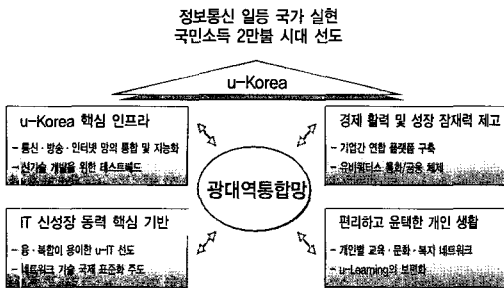 정보통신 일등 국가 실현
국민소득 2만불 시대 선도
u-Korea
u-Korea 핵심 인프라
- 통신·방송·인터넷 망의 통합 및 지능화
- 신기술 개발을 위한 테스트베드
경제 활력 및 성장 잠재력 제고
- 기업간 연합 플랫폼 구축
- 유비쿼터스 통화/금융 체제
광대역통합망
IT 신성장 동력 핵심 기반
- 융·복합이 용이한 u-IT 선도
- 네트워크 기술 국제 표준화 주도
편리하고 윤택한 개인 생활
- 개인별 교육·문화·복지 네트워크
- u-Learning의 보편화